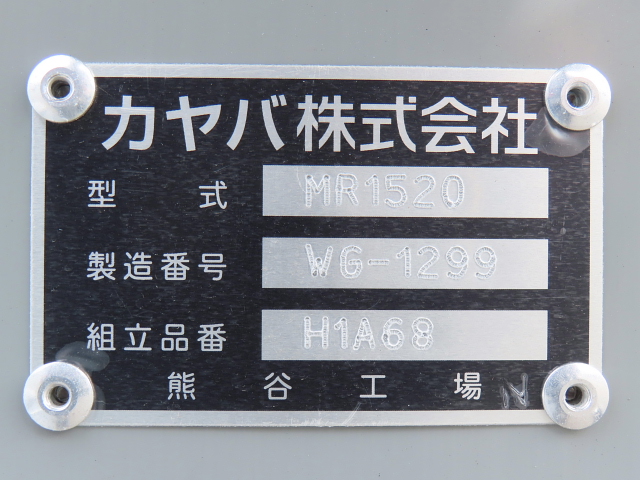 カヤバ株式会社
型式 MR1520
製造番号 WG-1299
組立品番 H1A68
熊谷工場 N